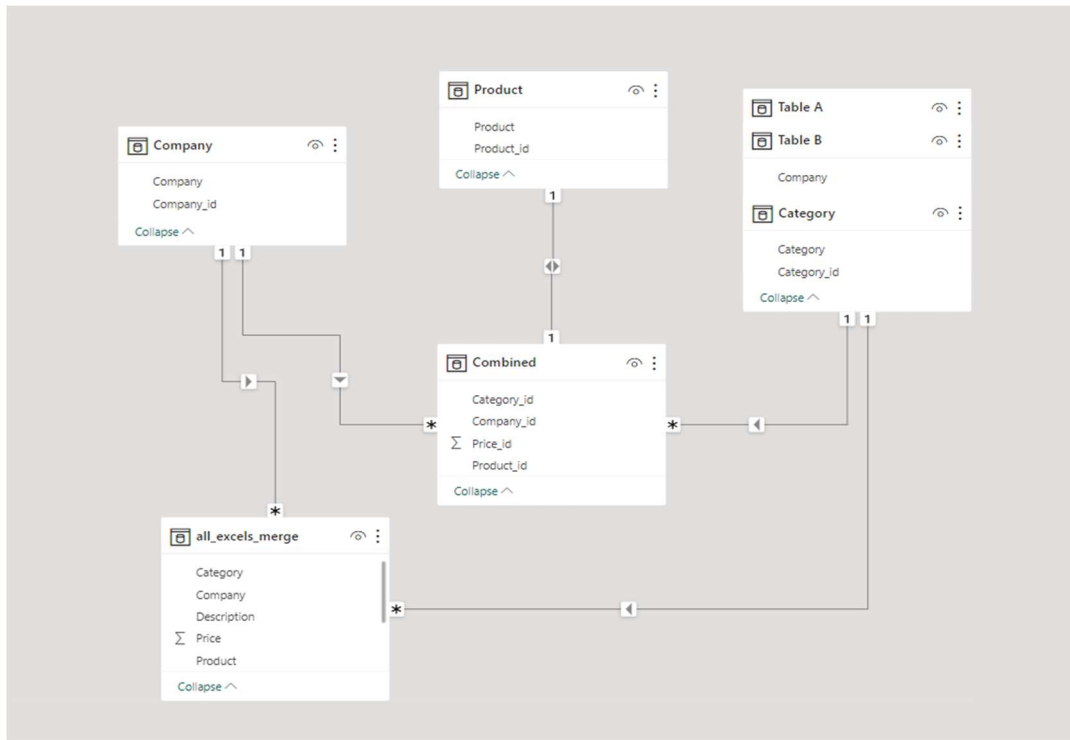 Product
Product
Product_id
Collapse
Table A
Table B
Company
Category
Category
Category_id
Collapse
Company
Company
Company_id
Collapse
1
1
1
1
1
1
Combined
Category_id
Company_id
Σ Price_id
Product_id
Collapse
*
*
all_excels_merge
Category
Company
Description
Σ Price
Product
Collapse
*
*